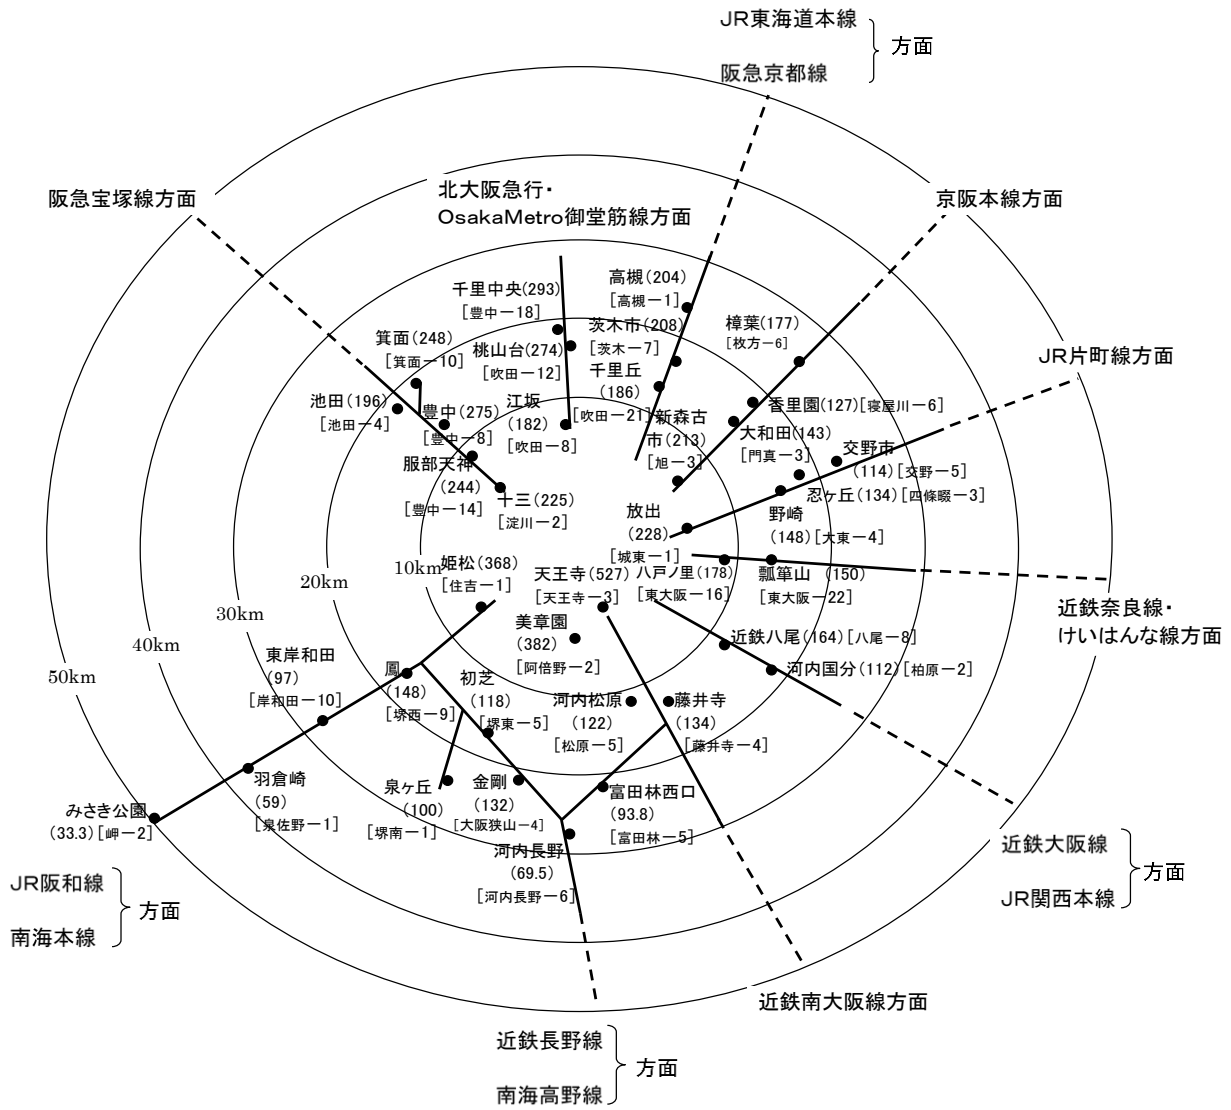 JR東海道本線
阪急京都線
方面
阪急宝塚線方面
北大阪急行・
OsakaMetro御堂筋線方面
京阪本線方面
千里中央(293)
[豊中－18]
高槻(204)
[高槻－1]
茨木市(208)
[茨木－7]
樟葉(177)
[枚方－6]
箕面(248)
[箕面－10]
桃山台(274)
[吹田－12]
千里丘
(186)
[吹田－21]
JR片町線方面
池田(196)
[池田－4]
豊中(275)
[豊中－8]
江坂
(182)
[吹田－8]
新森古
市(213)
[旭－3]
香里園(127)[寝屋川－6]
大和田(143)
[門真－3]
交野市
(114)[交野－5]
服部天神
(244)
[豊中－14]
忍ヶ丘(134)[四條畷－3]
十三(225)
[淀川－2]
放出
(228)
[城東－1]
野崎
(148)[大東－4]
姫松(368)
[住吉－1]
天王寺(527)
[天王寺－3]
八戸ノ里(178)
[東大阪－16]
瓢箪山 (150)
[東大阪－22]
10km
20km
30km
40km
50km
近鉄奈良線・
けいはんな線方面
美章園
(382)
[阿倍野－2]
近鉄八尾(164)[八尾－8]
河内国分(112)[柏原－2]
東岸和田
(97)
[岸和田－10]
鳳
(148)
[堺西－9]
初芝
(118)
[堺東－5]
河内松原
(122)
[松原－5]
藤井寺
(134)
[藤井寺－4]
羽倉崎
(59)
[泉佐野－1]
泉ヶ丘
(100)
[堺南－1]
金剛
(132)
[大阪狭山－4]
富田林西口
(93.8)
[富田林－5]
みさき公園
(33.3)[岬－2]
河内長野
(69.5)
[河内長野－6]
近鉄大阪線
JR関西本線
方面
JR阪和線
南海本線
方面
近鉄南大阪線方面
近鉄長野線
南海高野線
方面